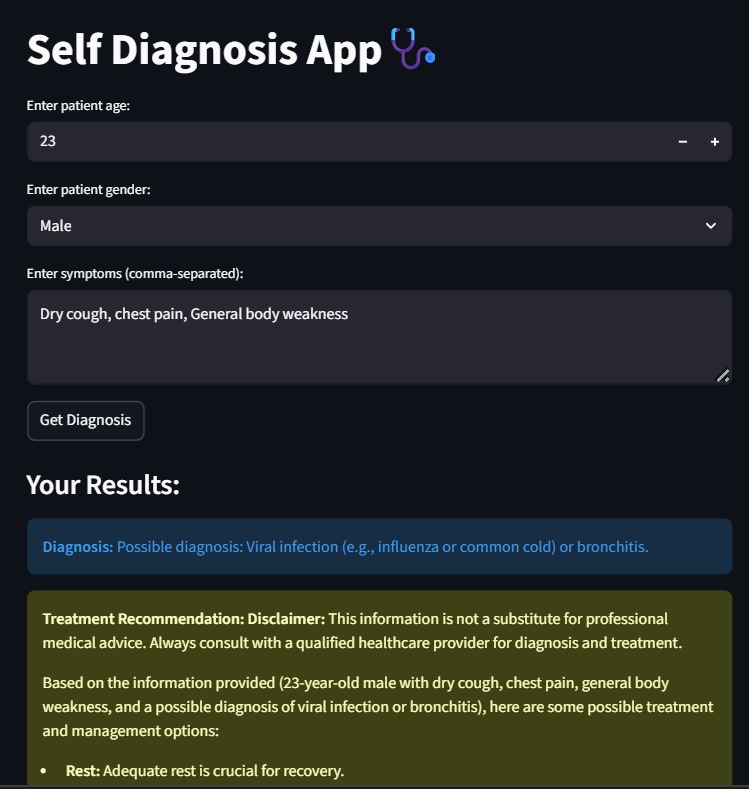 Self Diagnosis App
Enter patient age:
23
− +
Enter patient gender:
Male
Enter symptoms (comma-separated):
Dry cough, chest pain, General body weakness
Get Diagnosis
Your Results:
Diagnosis: Possible diagnosis: Viral infection (e.g., influenza or common cold) or bronchitis.
Treatment Recommendation: Disclaimer: This information is not a substitute for professional
medical advice. Always consult with a qualified healthcare provider for diagnosis and treatment.
Based on the information provided (23-year-old male with dry cough, chest pain, general body
weakness, and a possible diagnosis of viral infection or bronchitis), here are some possible treatment
and management options:
• Rest: Adequate rest is crucial for recovery.